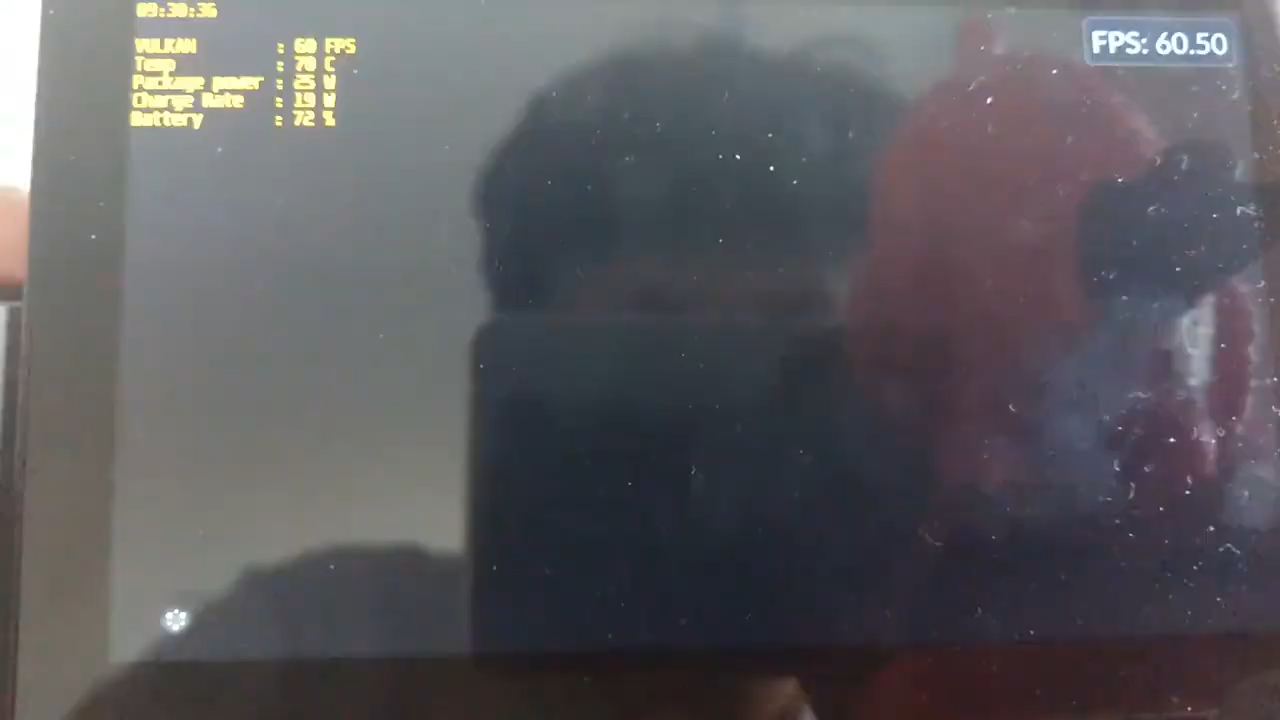 09:30:36
VULKAN : 60 FPS
Temp : 70 C
Package power : 25 W
Charge Rate : 19 W
Battery : 72 %
FPS: 60.50